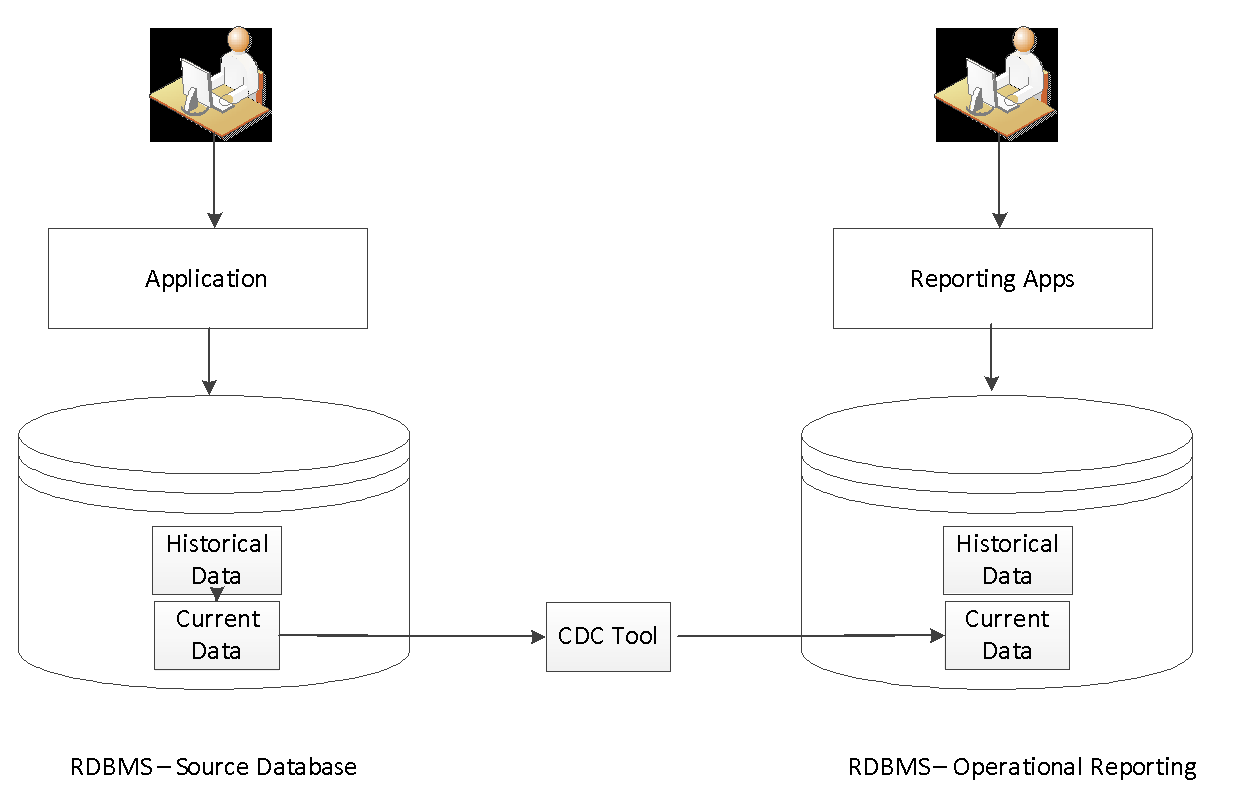 Application
Reporting Apps
Historical
Data
Current
Data
CDC Tool
Historical
Data
Current
Data
RDBMS – Source Database
RDBMS – Operational Reporting